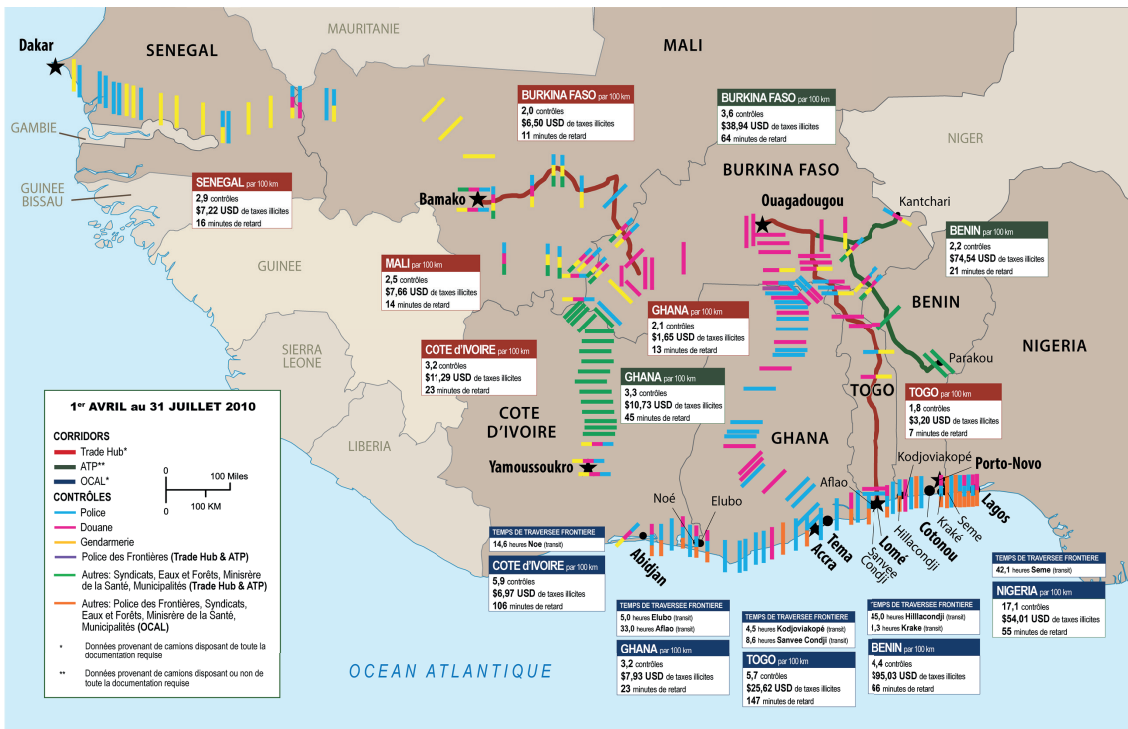 Dakar
SENEGAL
MAURITANIE
MALI
GAMBIE
GUINEE
BISSAU
NIGER
SENEGAL par 100 km
2,9 contrôles
$7,22 USD de taxes illicites
16 minutes de retard
BURKINA FASO par 100 km
2,0 contrôles
$6,50 USD de taxes illicites
11 minutes de retard
BURKINA FASO par 100 km
3,6 contrôles
$38,94 USD de taxes illicites
64 minutes de retard
BURKINA FASO
Bamako
Ouagadougou
Kantchari
GUINEE
MALI par 100 km
2,5 contrôles
$7,66 USD de taxes illicites
14 minutes de retard
BENIN par 100 km
2,2 contrôles
$74,54 USD de taxes illicites
21 minutes de retard
BENIN
GHANA par 100 km
2,1 contrôles
$1,65 USD de taxes illicites
13 minutes de retard
SIERRA
LEONE
COTE d'IVOIRE par 100 km
3,2 contrôles
$11,29 USD de taxes illicites
23 minutes de retard
NIGERIA
Parakou
GHANA par 100 km
3,3 contrôles
$10,73 USD de taxes illicites
45 minutes de retard
TOGO
TOGO par 100 km
1,8 contrôles
$3,20 USD de taxes illicites
7 minutes de retard
COTE
D'IVOIRE
LIBERIA
GHANA
Yamoussoukro
Kodjoviakopé
Porto-Novo
Aflao
Noé
Elubo
Lagos
Seme
Kraké
Cotonou
Hillacondji
Abidjan
Tema
Accra
Lomé
Sanvee
Condji
1er AVRIL au 31 JUILLET 2010
CORRIDORS
Trade Hub*
ATP**
OCAL*
0 100 Miles
0 100 KM
CONTRÔLES
Police
Douane
Gendarmerie
Police des Frontières (Trade Hub & ATP)
Autres: Syndicats, Eaux et Forêts, Minisrère
de la Santé, Municipalités (Trade Hub & ATP)
Autres: Police des Frontières, Syndicats,
Eaux et Forêts, Minisrère de la Santé,
Municipalités (OCAL)
* Données provenant de camions disposant de toute la
documentation requise
** Données provenant de camions disposant ou non de
toute la documentation requise
TEMPS DE TRAVERSEE FRONTIERE
14,6 heures Noe (transit)
COTE d'IVOIRE par 100 km
5,9 contrôles
$6,97 USD de taxes illicites
106 minutes de retard
TEMPS DE TRAVERSEE FRONTIERE
5,0 heures Elubo (transit)
33,0 heures Aflao (transit)
GHANA par 100 km
3,2 contrôles
$7,93 USD de taxes illicites
23 minutes de retard
TEMPS DE TRAVERSEE FRONTIERE
4,5 heures Kodjoviakopé (transit)
8,6 heures Sanvee Condji (transit)
TOGO par 100 km
5,7 contrôles
$25,62 USD de taxes illicites
147 minutes de retard
TEMPS DE TRAVERSEE FRONTIERE
45,0 heures Hilllacondji (transit)
1,3 heures Krake (transit)
BENIN par 100 km
4,4 contrôles
$95,03 USD de taxes illicites
66 minutes de retard
TEMPS DE TRAVERSEE FRONTIERE
42,1 heures Seme (transit)
NIGERIA par 100 km
17,1 contrôles
$54,01 USD de taxes illicites
55 minutes de retard
OCEAN ATLANTIQUE